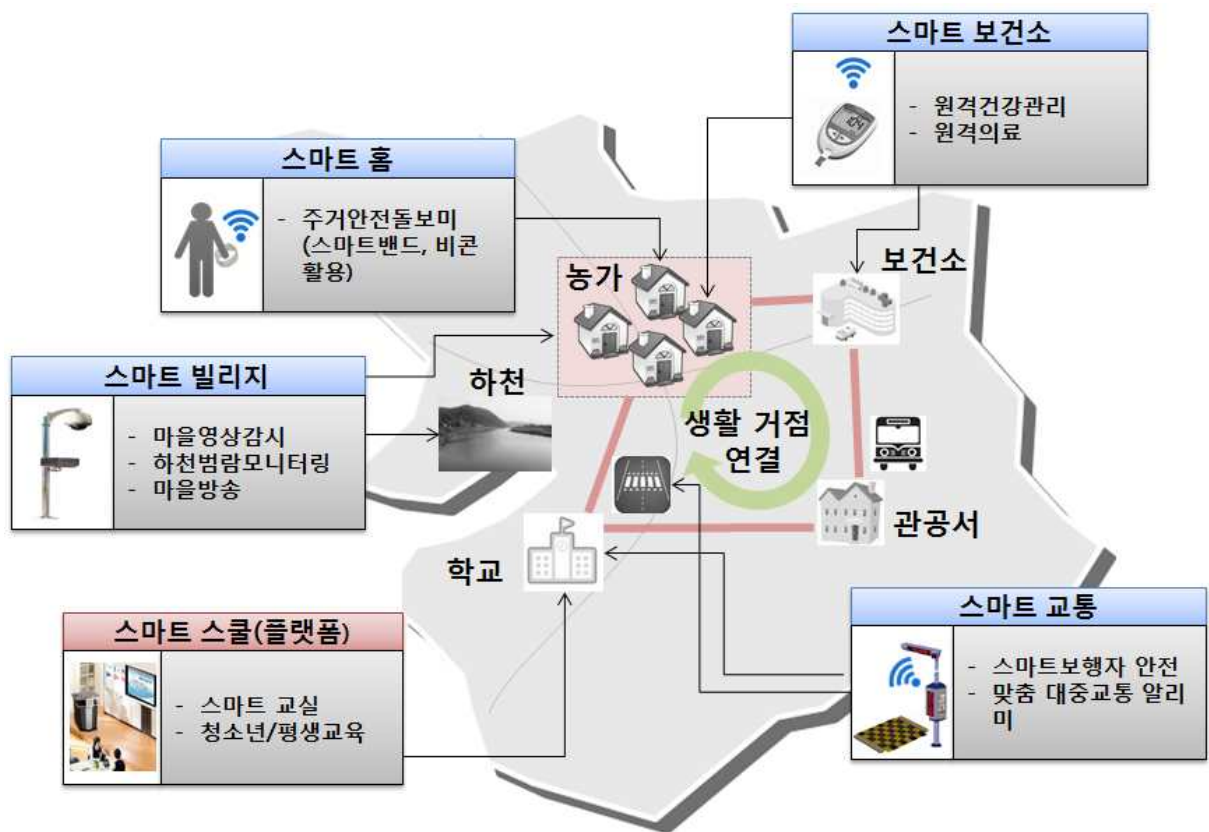 스마트 보건소
- 원격건강관리
- 원격의료
스마트 홈
- 주거안전돌보미
(스마트밴드, 비콘
활용)
농가
보건소
스마트 빌리지
- 마을영상감시
- 하천범람모니터링
- 마을방송
하천
생활 거점
연결
관공서
학교
스마트 스쿨(플랫폼)
- 스마트 교실
- 청소년/평생교육
스마트 교통
- 스마트보행자 안전
- 맞춤 대중교통 알리
미
104